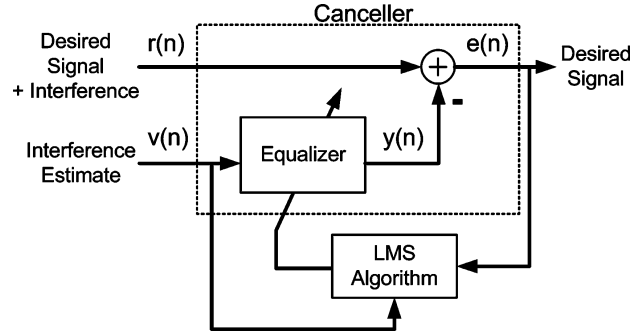 Canceller
Desired
Signal
+ Interference
r(n)
+
e(n)
Desired
Signal
-
Interference
Estimate
v(n)
Equalizer
y(n)
LMS
Algorithm